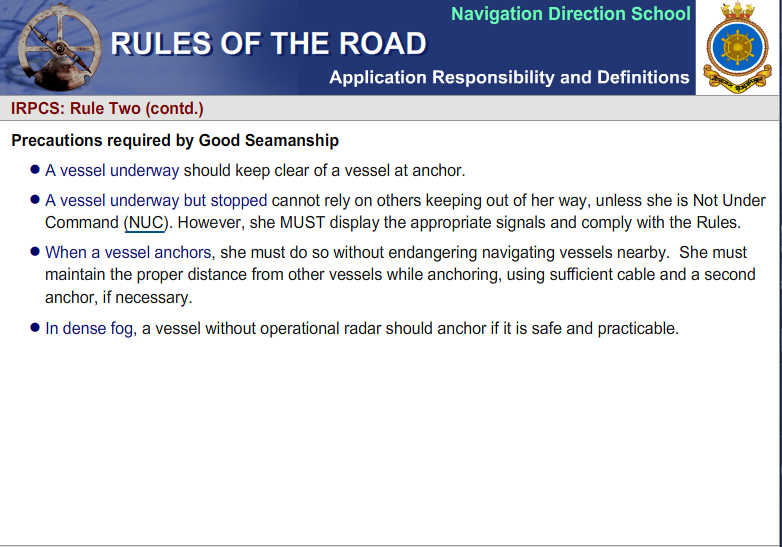 Navigation Direction School
RULES OF THE ROAD
Application Responsibility and Definitions
IRPCS: Rule Two (contd.)
Precautions required by Good Seamanship
● A vessel underway should keep clear of a vessel at anchor.
● A vessel underway but stopped cannot rely on others keeping out of her way, unless she is Not Under
Command (NUC). However, she MUST display the appropriate signals and comply with the Rules.
● When a vessel anchors, she must do so without endangering navigating vessels nearby. She must
maintain the proper distance from other vessels while anchoring, using sufficient cable and a second
anchor, if necessary.
● In dense fog, a vessel without operational radar should anchor if it is safe and practicable.